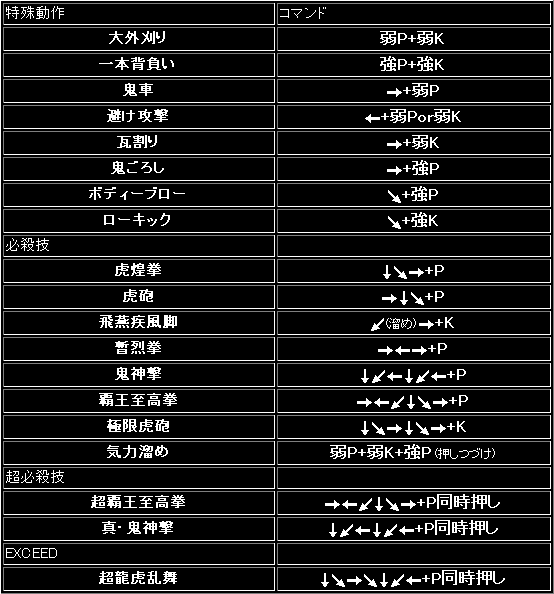 特殊動作 コマンド
大外刈り 弱P+弱K
一本背負い 強P+強K
鬼車 →+弱P
避け攻撃 ←+弱Por弱K
瓦割り →+弱K
鬼ごろし →+強P
ボディーブロー ↘+強P
ローキック ↘+強K
必殺技
虎煌拳 ↓↘→+P
虎砲 →↓↘+P
飛燕疾風脚 ↙(溜め)→+K
暫烈拳 →←→+P
鬼神撃 ↓↙←↓↙←+P
覇王至高拳 →←↙↓↘→+P
極限虎砲 ↓↘→↓↘→+K
気力溜め 弱P+弱K+強P(押しつづけ)
超必殺技
超覇王至高拳 →←↙↓↘→+P同時押し
真・鬼神撃 ↓↙←↓↙←+P同時押し
EXCEED
超龍虎乱舞 ↓↘→↘↓↙←+P同時押し